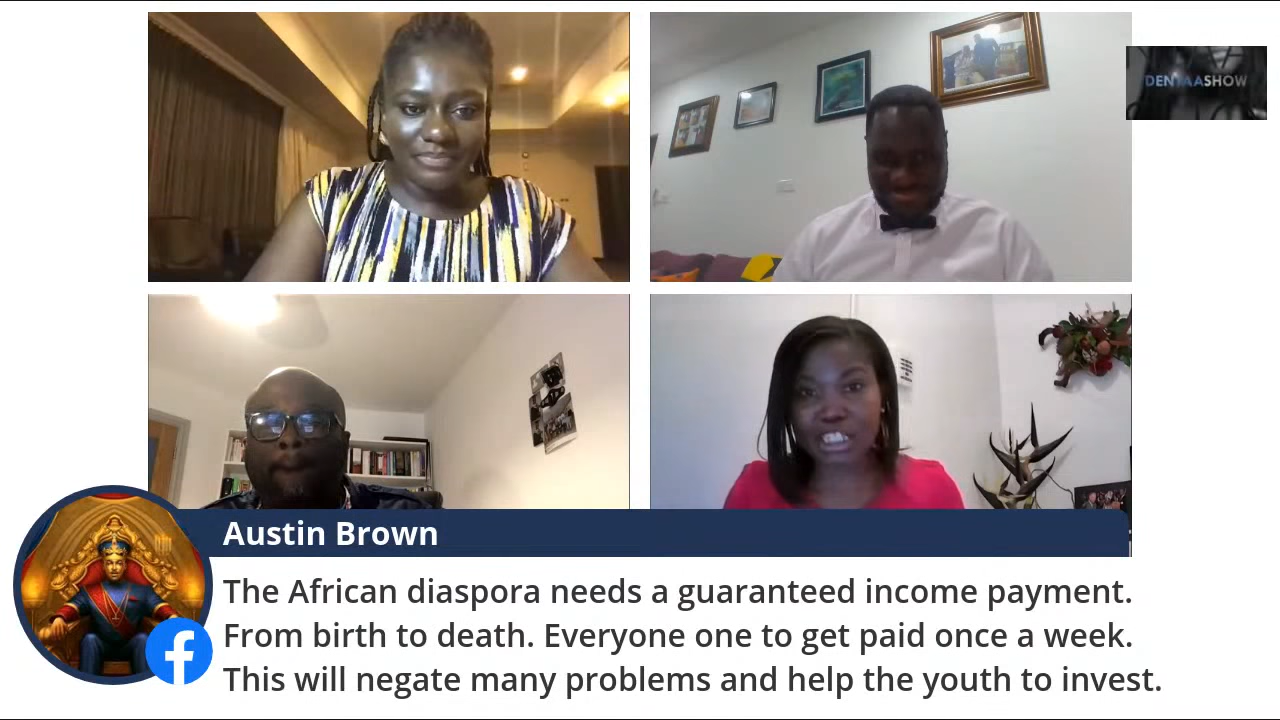 DENTAASHOW
Austin Brown
The African diaspora needs a guaranteed income payment.
From birth to death. Everyone one to get paid once a week.
This will negate many problems and help the youth to invest.